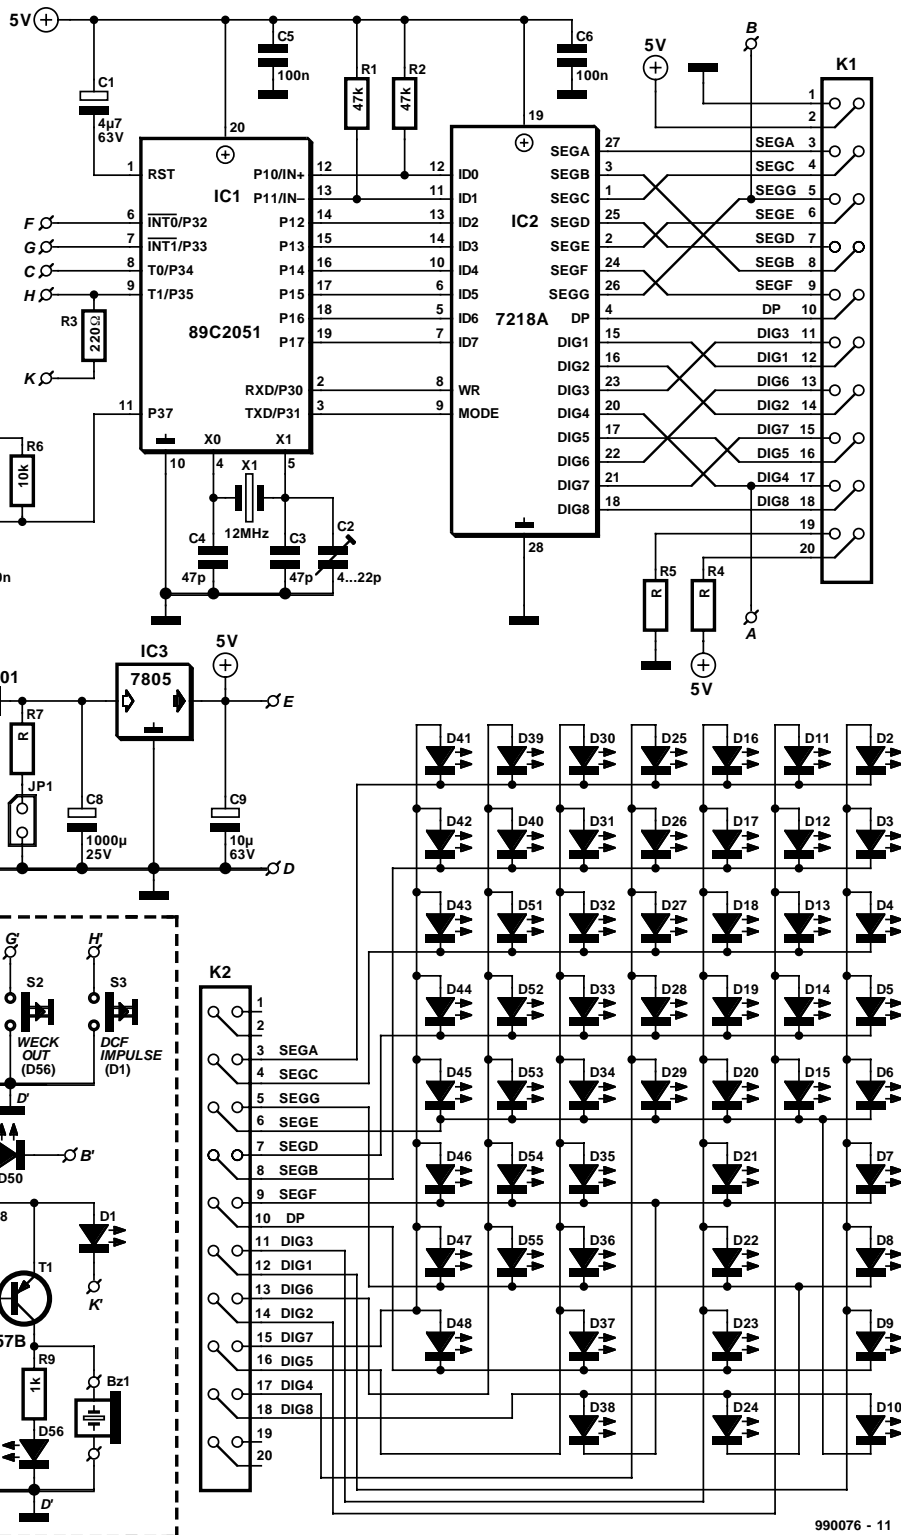 5V
C1
4µ7
63V
C5
100n
R1
47k
R2
47k
C6
100n
B
5V
K1
20
19
1 RST
IC1
P10/IN+ 12
P11/IN– 13
P12 14
P13 15
P14 16
P15 17
P16 18
P17 19
F 6 INT0/P32
G 7 INT1/P33
C 8 T0/P34
H 9 T1/P35
R3
220Ω
K
89C2051
RXD/P30 2
TXD/P31 3
11 P37
X0 X1
10 4 5
R6
10k
X1
12MHz
C4
47p
C3
47p
C2
4...22p
0n
12 ID0
11 ID1
13 ID2
14 ID3
10 ID4
6 ID5
5 ID6
7 ID7
8 WR
9 MODE
IC2
7218A
SEGA 27
SEGB 3
SEGC 1
SEGD 25
SEGE 2
SEGF 24
SEGG 26
DP 4
DIG1 15
DIG2 16
DIG3 23
DIG4 20
DIG5 17
DIG6 22
DIG7 21
DIG8 18
28
1
2
SEGA 3
SEGC 4
SEGG 5
SEGE 6
SEGD 7
SEGB 8
SEGF 9
DP 10
DIG3 11
DIG1 12
DIG6 13
DIG2 14
DIG7 15
DIG5 16
DIG4 17
DIG8 18
19
20
R5
R
R4
R
A
5V
01
IC3
7805
5V
E
R7
R
JP1
C8
1000µ
25V
C9
10µ
63V
D
D41 D39 D30 D25 D16 D11 D2
D42 D40 D31 D26 D17 D12 D3
D43 D51 D32 D27 D18 D13 D4
D44 D52 D33 D28 D19 D14 D5
D45 D53 D34 D29 D20 D15 D6
D46 D54 D35 D21 D7
D47 D55 D36 D22 D8
D48 D37 D23 D9
D38 D24 D10
G'
H'
S2
WECK
OUT
(D56)
S3
DCF
IMPULSE
(D1)
D'
B'
D50
8
D1
K'
T1
57B
R9
1k
Bz1
D56
D'
K2
1
2
3 SEGA
4 SEGC
5 SEGG
6 SEGE
7 SEGD
8 SEGB
9 SEGF
10 DP
11 DIG3
12 DIG1
13 DIG6
14 DIG2
15 DIG7
16 DIG5
17 DIG4
18 DIG8
19
20
990076 - 11